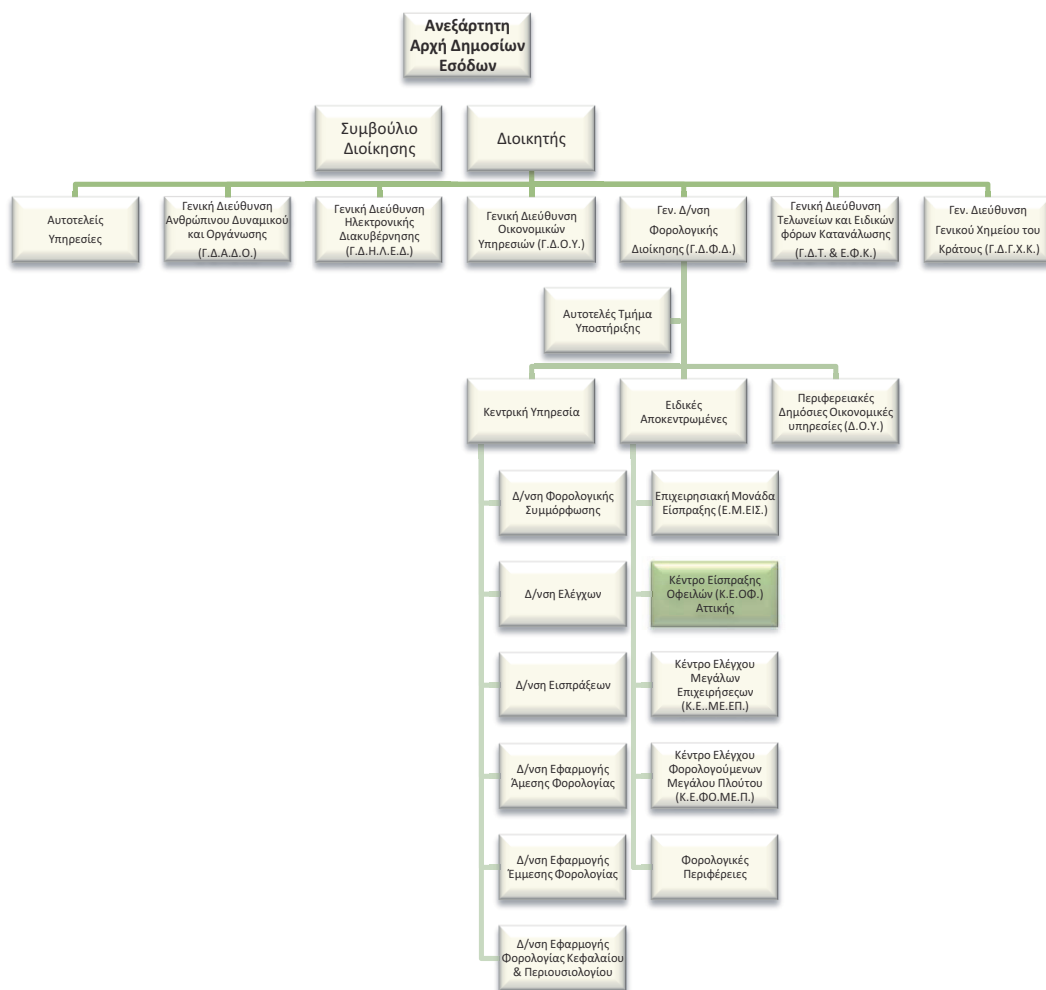 Ανεξάρτητη
Αρχή Δημοσίων
Εσόδων
Συμβούλιο
Διοίκησης
Διοικητής
Αυτοτελείς
Υπηρεσίες
Γενική Διεύθυνση
Ανθρώπινου Δυναμικού
και Οργάνωσης
(Γ.Δ.Α.Δ.Ο.)
Γενική Διεύθυνση
Ηλεκτρονικής
Διακυβέρνησης
(Γ.Δ.Η.Λ.Ε.Δ.)
Γενική Διεύθυνση
Οικονομικών
Υπηρεσιών (Γ.Δ.Ο.Υ.)
Γεν. Δ/νση
Φορολογικής
Διοίκησης (Γ.Δ.Φ.Δ.)
Γενική Διεύθυνση
Τελωνείων και Ειδικών
φόρων Κατανάλωσης
(Γ.Δ.Τ. & Ε.Φ.Κ.)
Γεν. Διεύθυνση
Γενικού Χημείου του
Κράτους (Γ.Δ.Γ.Χ.Κ.)
Αυτοτελές Τμήμα
Υποστήριξης
Κεντρική Υπηρεσία
Ειδικές
Αποκεντρωμένες
Περιφερειακές
Δημόσιες Οικονομικές
υπηρεσίες (Δ.Ο.Υ.)
Δ/νση Φορολογικής
Συμμόρφωσης
Επιχειρησιακή Μονάδα
Είσπραξης (Ε.Μ.ΕΙΣ.)
Δ/νση Ελέγχων
Κέντρο Είσπραξης
Οφειλών (Κ.Ε.ΟΦ.)
Αττικής
Δ/νση Εισπράξεων
Κέντρο Ελέγχου
Μεγάλων
Επιχειρήσεςων
(Κ.Ε..ΜΕ.ΕΠ.)
Δ/νση Εφαρμογής
Άμεσης Φορολογίας
Κέντρο Ελέγχου
Φορολογούμενων
Μεγάλου Πλούτου
(Κ.Ε.ΦΟ.ΜΕ.Π.)
Δ/νση Εφαρμογής
Έμμεσης Φορολογίας
Φορολογικές
Περιφέρειες
Δ/νση Εφαρμογής
Φορολογίας Κεφαλαίου
& Περιουσιολογίου